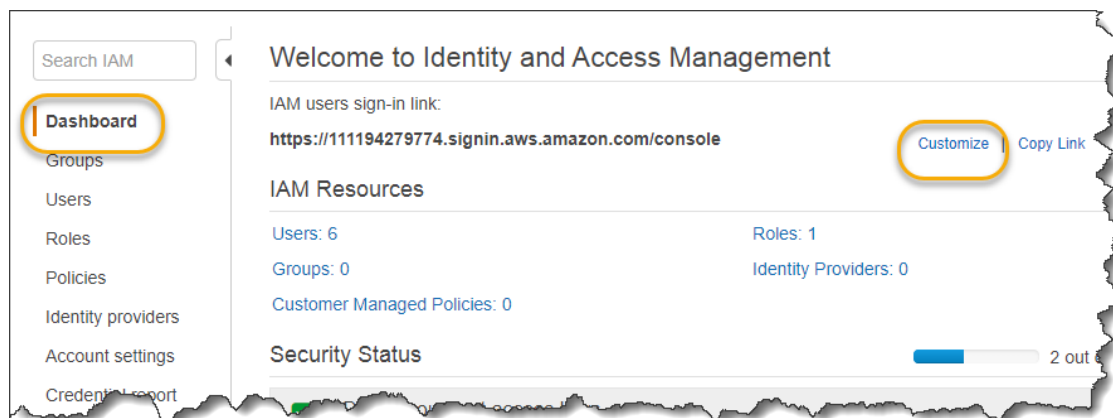 Search IAM
Dashboard
Groups
Users
Roles
Policies
Identity providers
Account settings
Credential report
Welcome to Identity and Access Management
IAM users sign-in link:
https://111194279774.signin.aws.amazon.com/console
Customize | Copy Link
IAM Resources
Users: 6 Roles: 1
Groups: 0 Identity Providers: 0
Customer Managed Policies: 0
Security Status 2 out